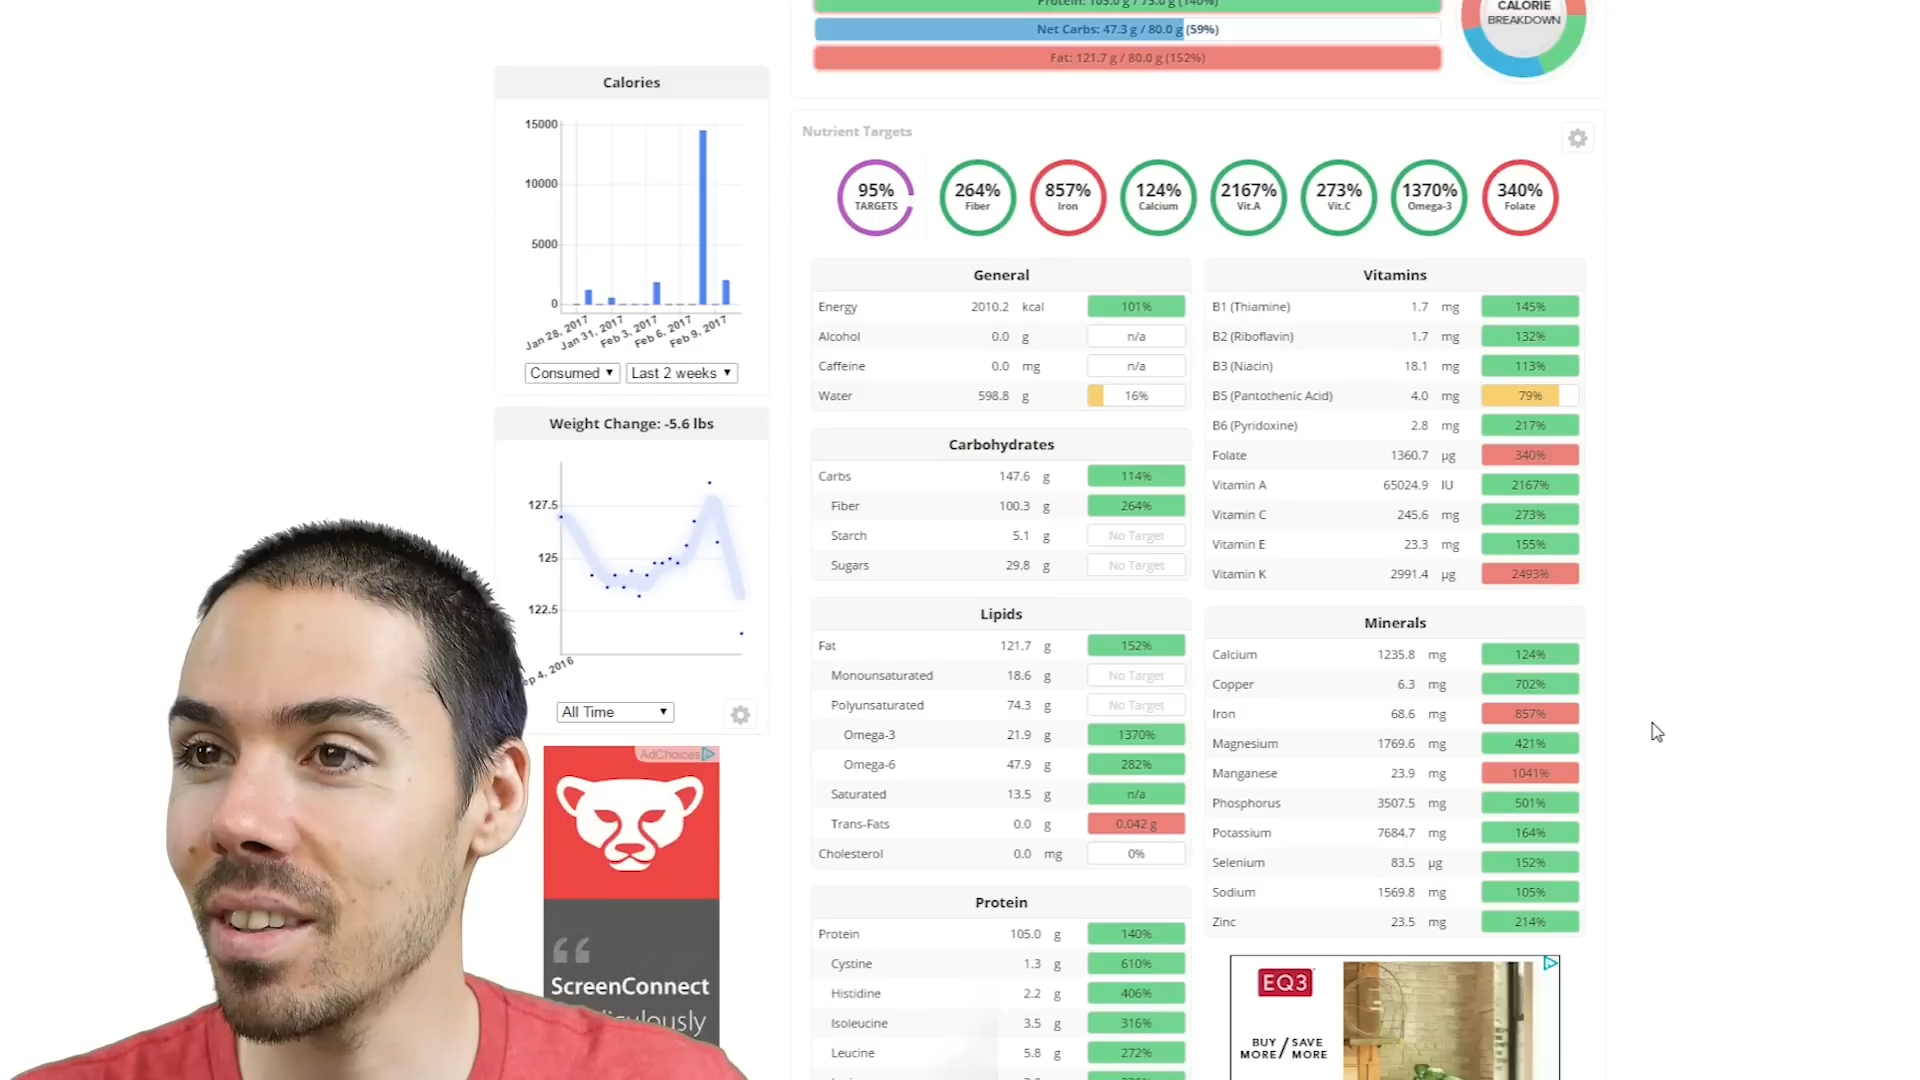 Protein: 105.0 g / 75.0 g (140%)
Net Carbs: 47.3 g / 80.0 g (59%)
Fat: 121.7 g / 80.0 g (152%)
CALORIE
BREAKDOWN
Calories
15000
10000
5000
0
Jan 28, 2017
Jan 31, 2017
Feb 3, 2017
Feb 6, 2017
Feb 9, 2017
Consumed
Last 2 weeks
Weight Change: -5.6 lbs
127.5
125
122.5
ep 4, 2016
All Time
AdChoices
ScreenConnect
iculously
Nutrient Targets
95% TARGETS
264% Fiber
857% Iron
124% Calcium
2167% Vit.A
273% Vit.C
1370% Omega-3
340% Folate
General
Energy 2010.2 kcal 101%
Alcohol 0.0 g n/a
Caffeine 0.0 mg n/a
Water 598.8 g 16%
Carbohydrates
Carbs 147.6 g 114%
Fiber 100.3 g 264%
Starch 5.1 g No Target
Sugars 29.8 g No Target
Lipids
Fat 121.7 g 152%
Monounsaturated 18.6 g No Target
Polyunsaturated 74.3 g No Target
Omega-3 21.9 g 1370%
Omega-6 47.9 g 282%
Saturated 13.5 g n/a
Trans-Fats 0.0 g 0.042 g
Cholesterol 0.0 mg 0%
Protein
Protein 105.0 g 140%
Cystine 1.3 g 610%
Histidine 2.2 g 406%
Isoleucine 3.5 g 316%
Leucine 5.8 g 272%
Vitamins
B1 (Thiamine) 1.7 mg 145%
B2 (Riboflavin) 1.7 mg 132%
B3 (Niacin) 18.1 mg 113%
B5 (Pantothenic Acid) 4.0 mg 79%
B6 (Pyridoxine) 2.8 mg 217%
Folate 1360.7 µg 340%
Vitamin A 65024.9 IU 2167%
Vitamin C 245.6 mg 273%
Vitamin E 23.3 mg 155%
Vitamin K 2991.4 µg 2493%
Minerals
Calcium 1235.8 mg 124%
Copper 6.3 mg 702%
Iron 68.6 mg 857%
Magnesium 1769.6 mg 421%
Manganese 23.9 mg 1041%
Phosphorus 3507.5 mg 501%
Potassium 7684.7 mg 164%
Selenium 83.5 µg 152%
Sodium 1569.8 mg 105%
Zinc 23.5 mg 214%
EQ3
BUY / SAVE
MORE / MORE